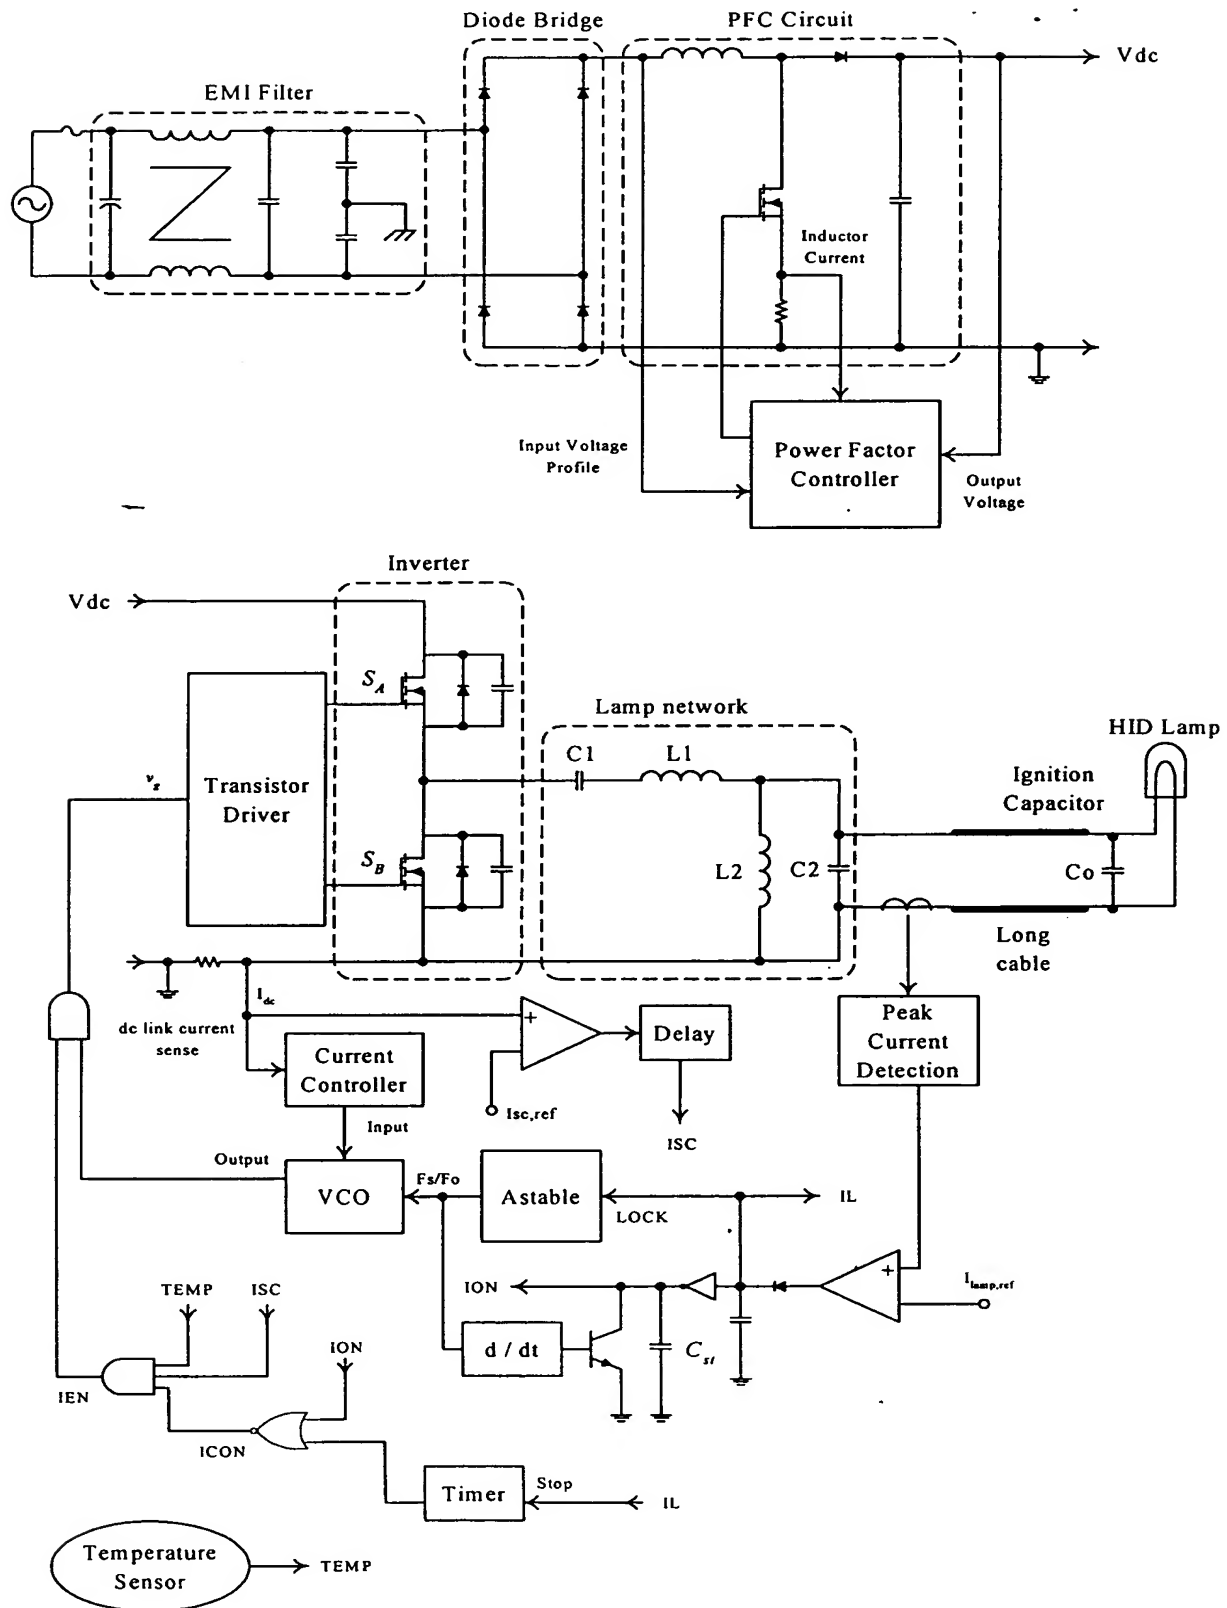 Diode Bridge
PFC Circuit
Vdc
EMI Filter
Inductor
Current
Input Voltage
Profile
Power Factor
Controller
Output
Voltage
Inverter
Vdc
S_A
Lamp network
HID Lamp
C1
L1
Ignition
Capacitor
v_g
Transistor
Driver
S_B
L2
C2
Co
Long
cable
I_dc
dc link current
sense
Current
Controller
+
Delay
Peak
Current
Detection
Isc,ref
ISC
Input
Output
VCO
Fs/Fo
Astable
LOCK
IL
+
I_lamp,ref
TEMP
ISC
ION
ION
d / dt
C_st
IEN
ICON
Timer
Stop
IL
Temperature
Sensor
TEMP